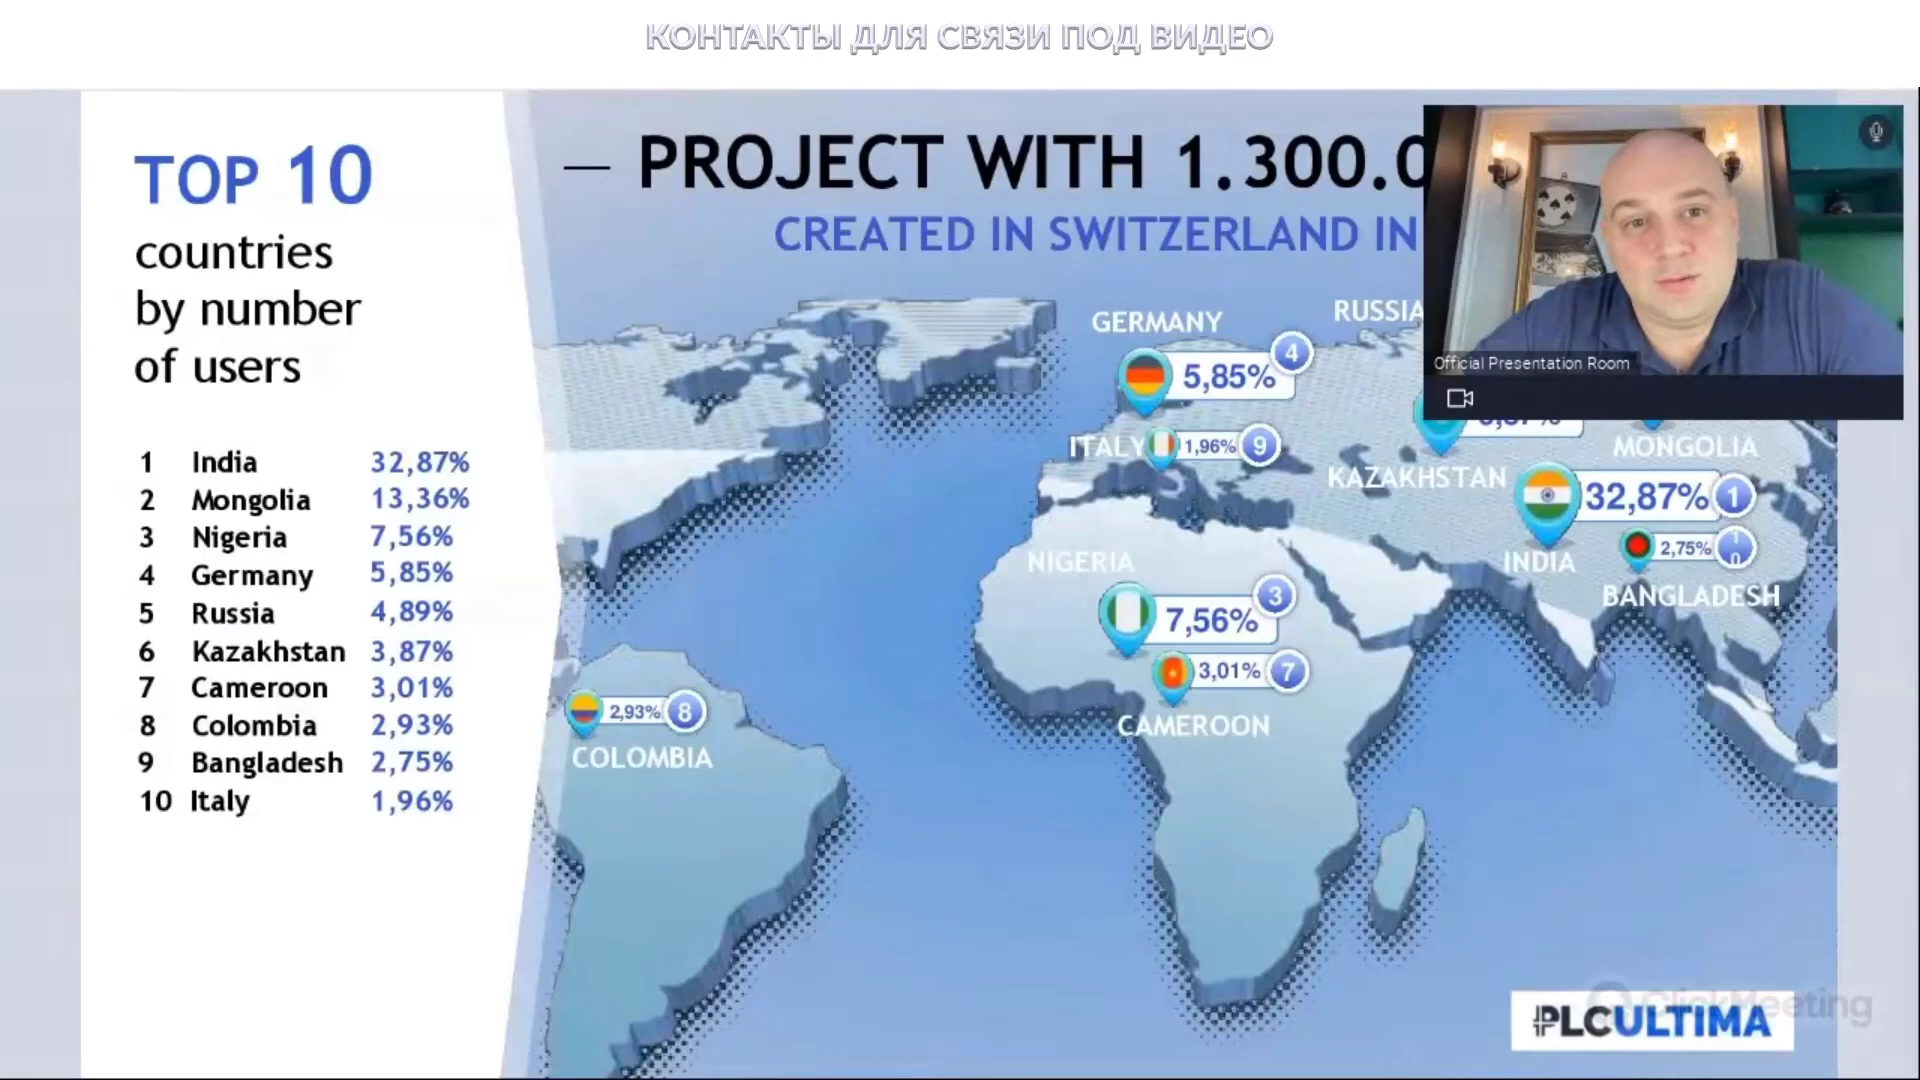 КОНТАКТЫ ДЛЯ СВЯЗИ ПОД ВИДЕО
TOP 10
countries
by number
of users
1 India 32,87%
2 Mongolia 13,36%
3 Nigeria 7,56%
4 Germany 5,85%
5 Russia 4,89%
6 Kazakhstan 3,87%
7 Cameroon 3,01%
8 Colombia 2,93%
9 Bangladesh 2,75%
10 Italy 1,96%
— PROJECT WITH 1.300.0
CREATED IN SWITZERLAND IN
Official Presentation Room
GERMANY
5,85% 4
RUSSIA
ITALY 1,96% 9
KAZAKHSTAN
MONGOLIA
32,87% 1
INDIA
2,75% 10
BANGLADESH
NIGERIA
7,56% 3
3,01% 7
CAMEROON
2,93% 8
COLOMBIA
ClickMeeting
PLCULTIMA